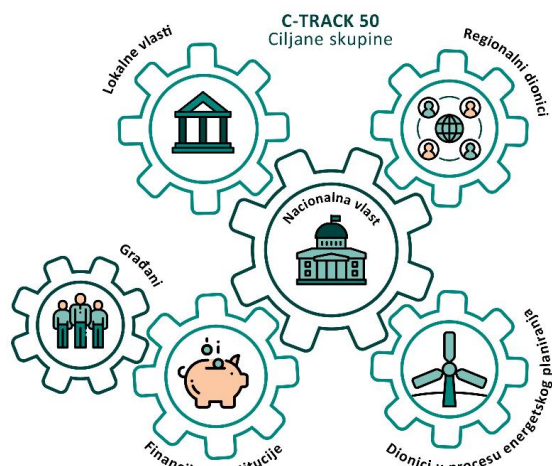 C-TRACK 50
Ciljane skupine
Lokalne vlasti
Regionalni dionici
Nacionalna vlast
Građani
Dionici u procesu energetskog planiranja